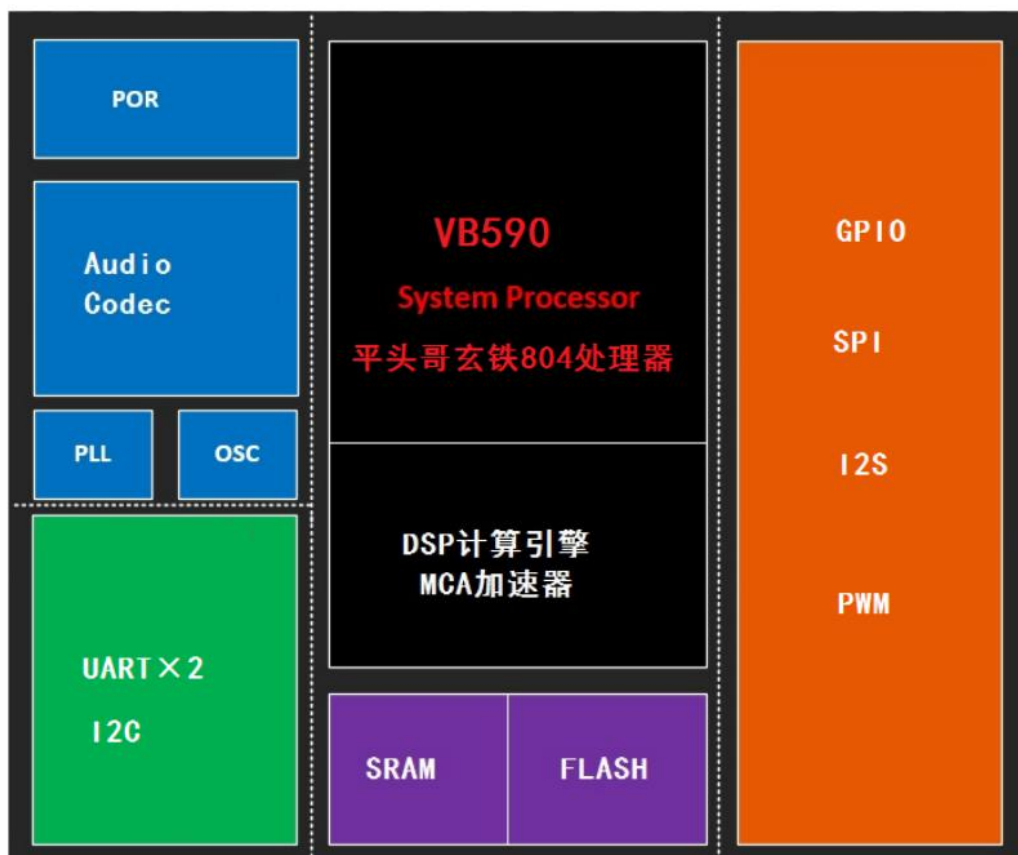 POR
Audio
Codec
PLL
OSC
UART×2
I2C
VB590
System Processor
平头哥玄铁804处理器
DSP计算引擎
MCA加速器
SRAM
FLASH
GPIO
SPI
I2S
PWM